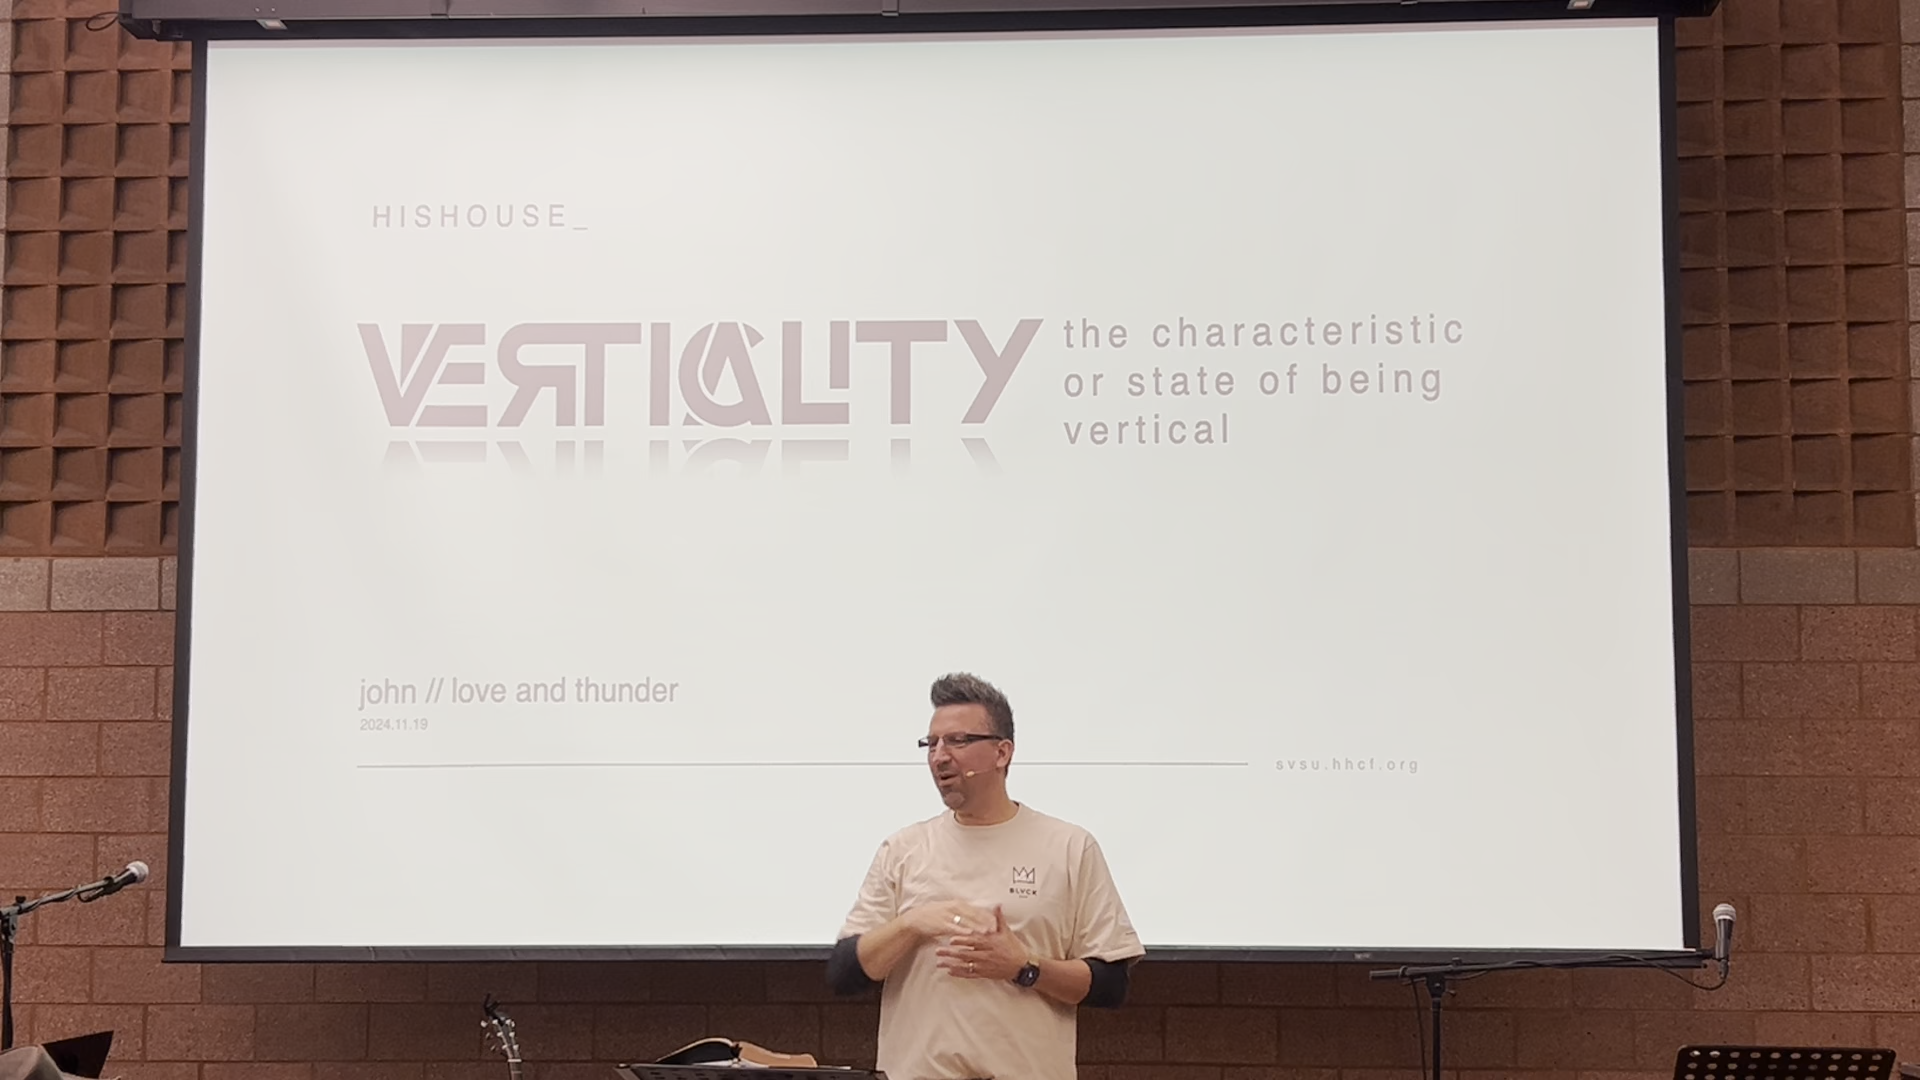 HISHOUSE_
VERTICALITY
the characteristic
or state of being
vertical
john // love and thunder
2024.11.19
svsu.hhcf.org
BLVCK